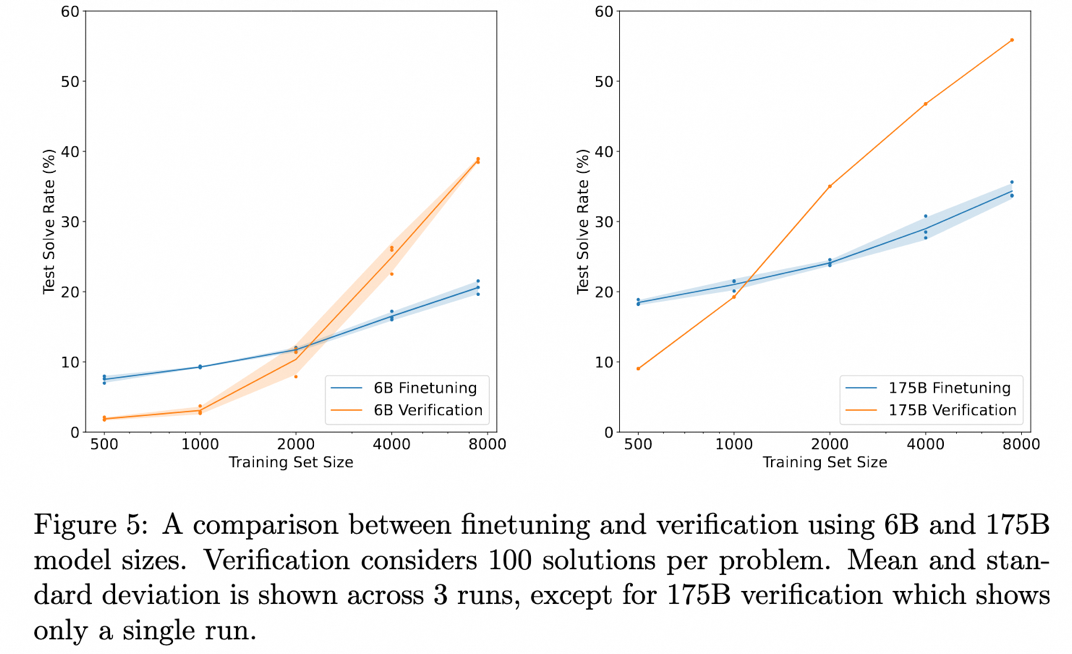 60
50
40
30
20
10
0
Test Solve Rate (%)
500 1000 2000 4000 8000
Training Set Size
6B Finetuning
6B Verification
60
50
40
30
20
10
0
Test Solve Rate (%)
500 1000 2000 4000 8000
Training Set Size
175B Finetuning
175B Verification
Figure 5: A comparison between finetuning and verification using 6B and 175B
model sizes. Verification considers 100 solutions per problem. Mean and stan-
dard deviation is shown across 3 runs, except for 175B verification which shows
only a single run.